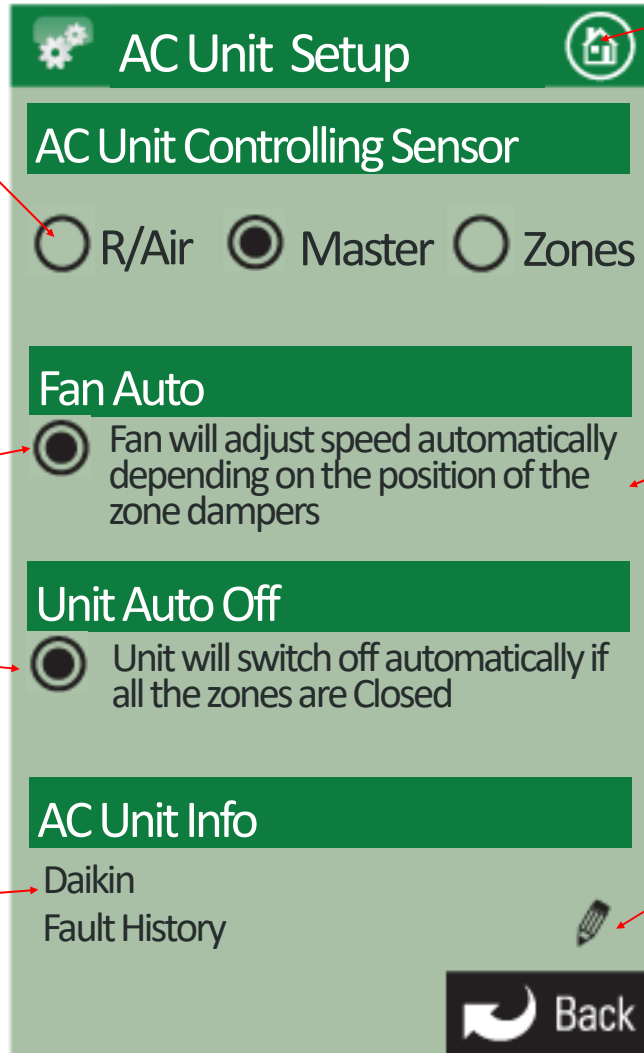 AC Unit Setup
AC Unit Controlling Sensor
R/Air Master Zones
Fan Auto
Fan will adjust speed automatically
depending on the position of the
zone dampers
Unit Auto Off
Unit will switch off automatically if
all the zones are Closed
AC Unit Info
Daikin
Fault History
Back